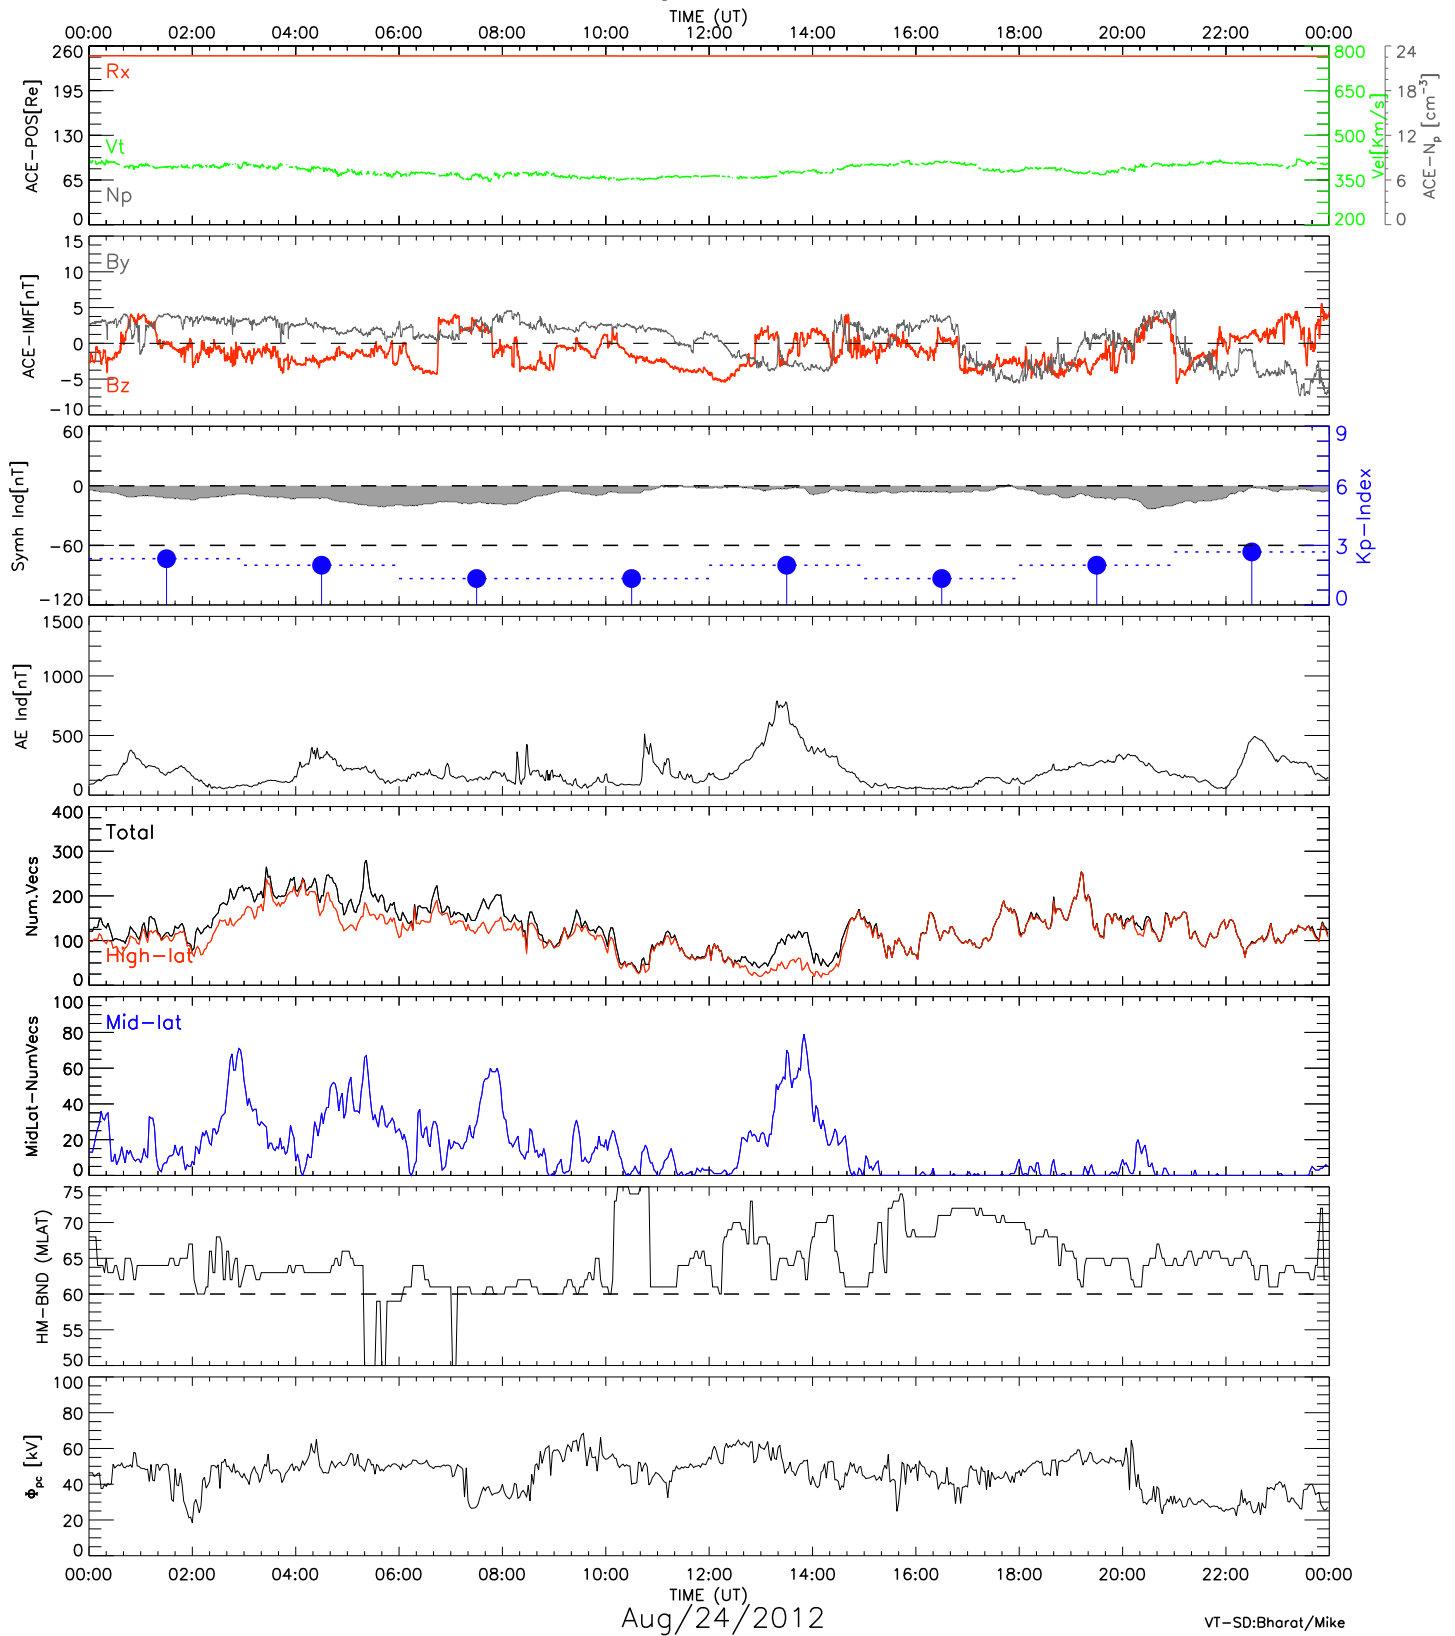 TIME (UT)
00:00 02:00 04:00 06:00 08:00 10:00 12:00 14:00 16:00 18:00 20:00 22:00 00:00
ACE-POS[Re]
260
195
130
65
0
Rx
Vt
Np
800
650
500
350
200
Vel[Km/s]
24
18
12
6
0
ACE-Np [cm-3]
ACE-IMF[nT]
15
10
5
0
-5
-10
By
Bz
Symh Ind[nT]
60
0
-60
-120
9
6
3
0
Kp-Index
AE Ind[nT]
1500
1000
500
0
Num.Vecs
400
300
200
100
0
Total
High-lat
MidLat-NumVecs
100
80
60
40
20
0
Mid-lat
HM-BND (MLAT)
75
70
65
60
55
50
Φpc [kV]
100
80
60
40
20
0
00:00 02:00 04:00 06:00 08:00 10:00 12:00 14:00 16:00 18:00 20:00 22:00 00:00
TIME (UT)
Aug/24/2012
VT-SD:Bharat/Mike